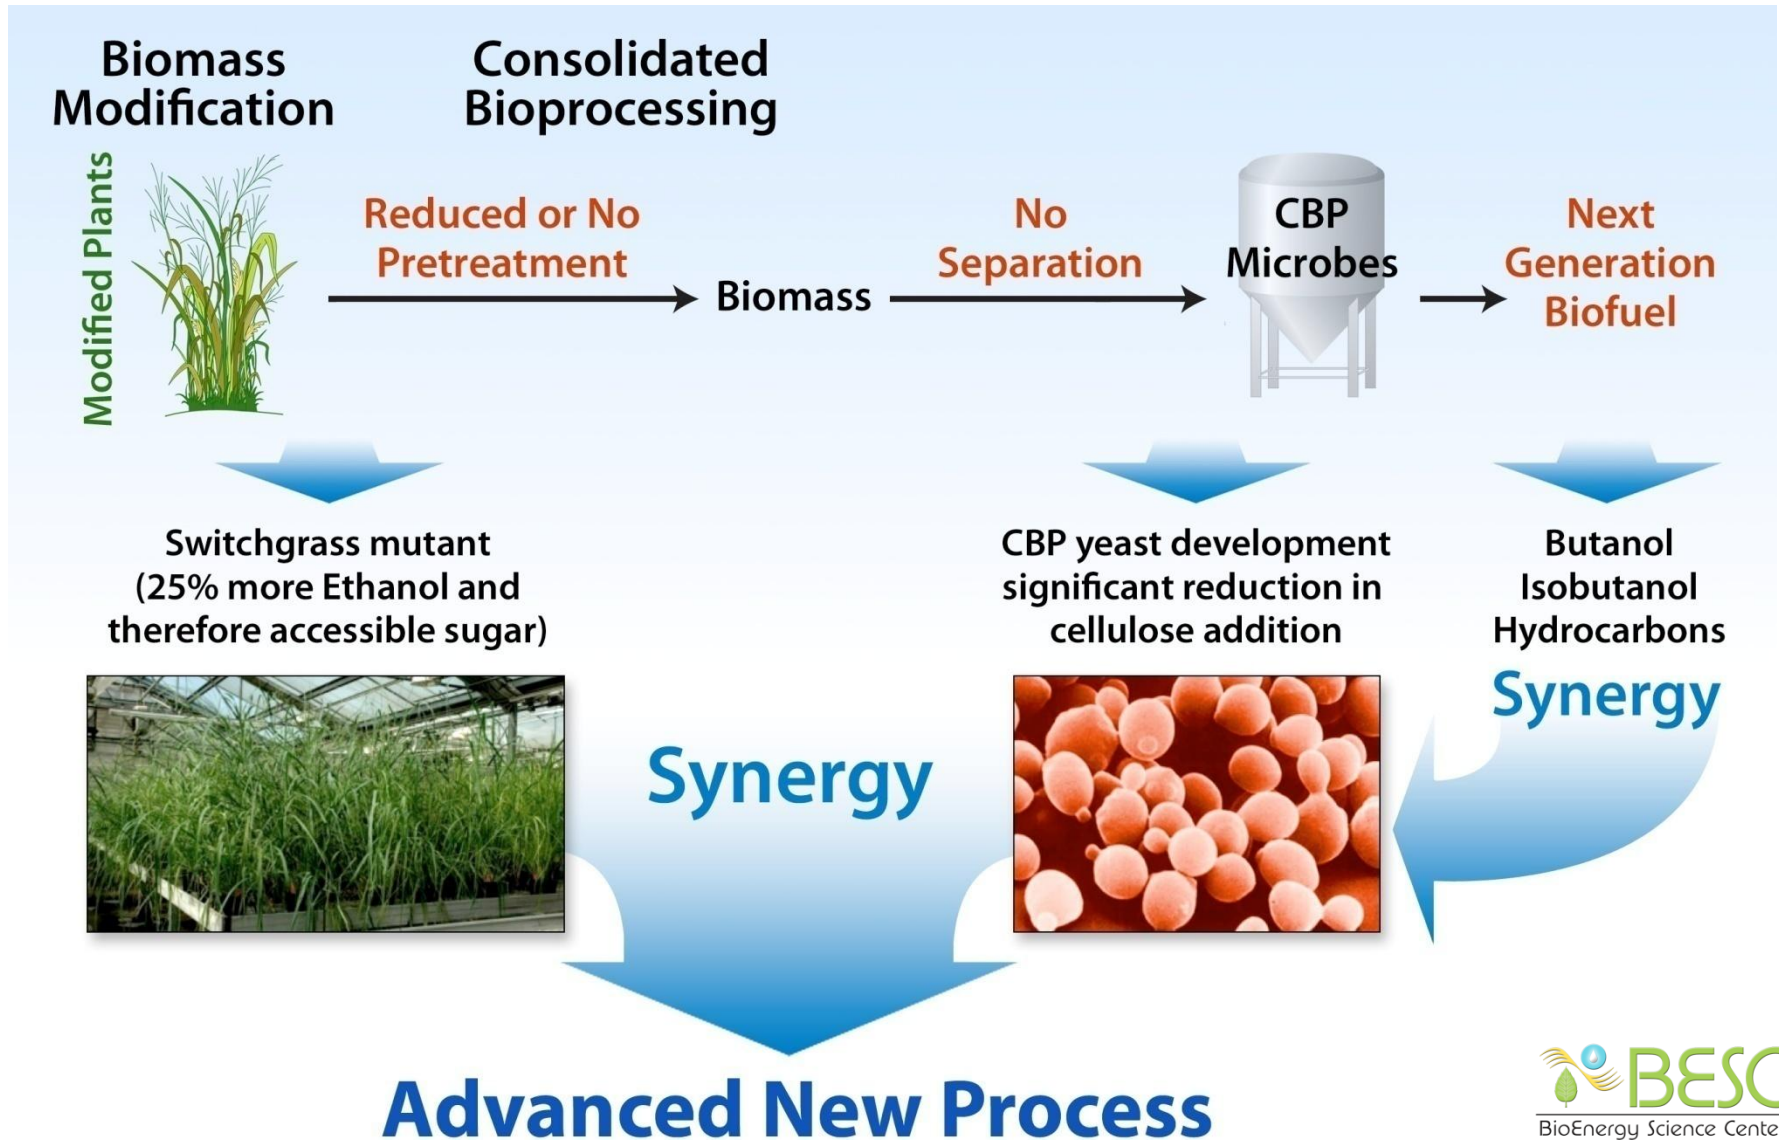 Biomass
Modification
Consolidated
Bioprocessing
Modified Plants
Reduced or No
Pretreatment
Biomass
No
Separation
CBP
Microbes
Next
Generation
Biofuel
Switchgrass mutant
(25% more Ethanol and
therefore accessible sugar)
CBP yeast development
significant reduction in
cellulose addition
Butanol
Isobutanol
Hydrocarbons
Synergy
Synergy
Advanced New Process
BESC
BioEnergy Science Cente